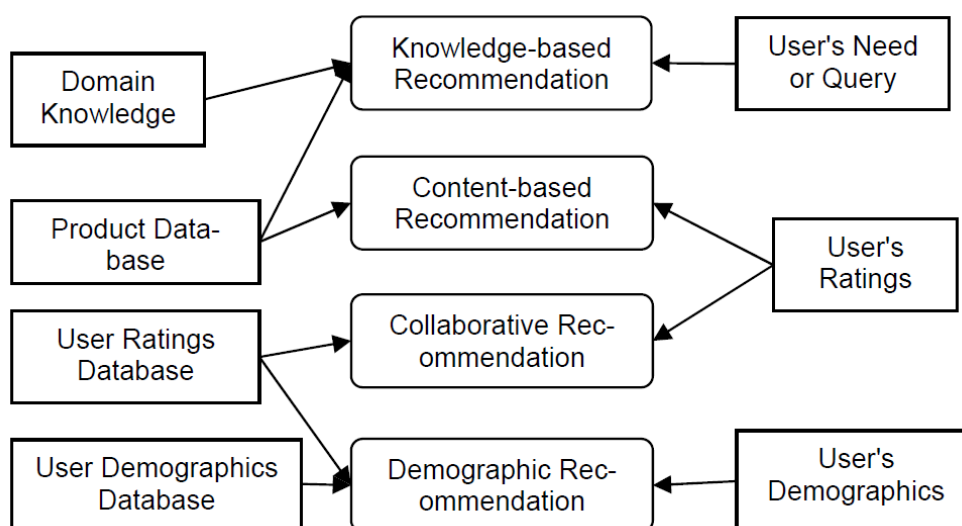 Domain
Knowledge
Product Data-
base
User Ratings
Database
User Demographics
Database
Knowledge-based
Recommendation
Content-based
Recommendation
Collaborative Rec-
ommendation
Demographic Rec-
ommendation
User's Need
or Query
User's
Ratings
User's
Demographics